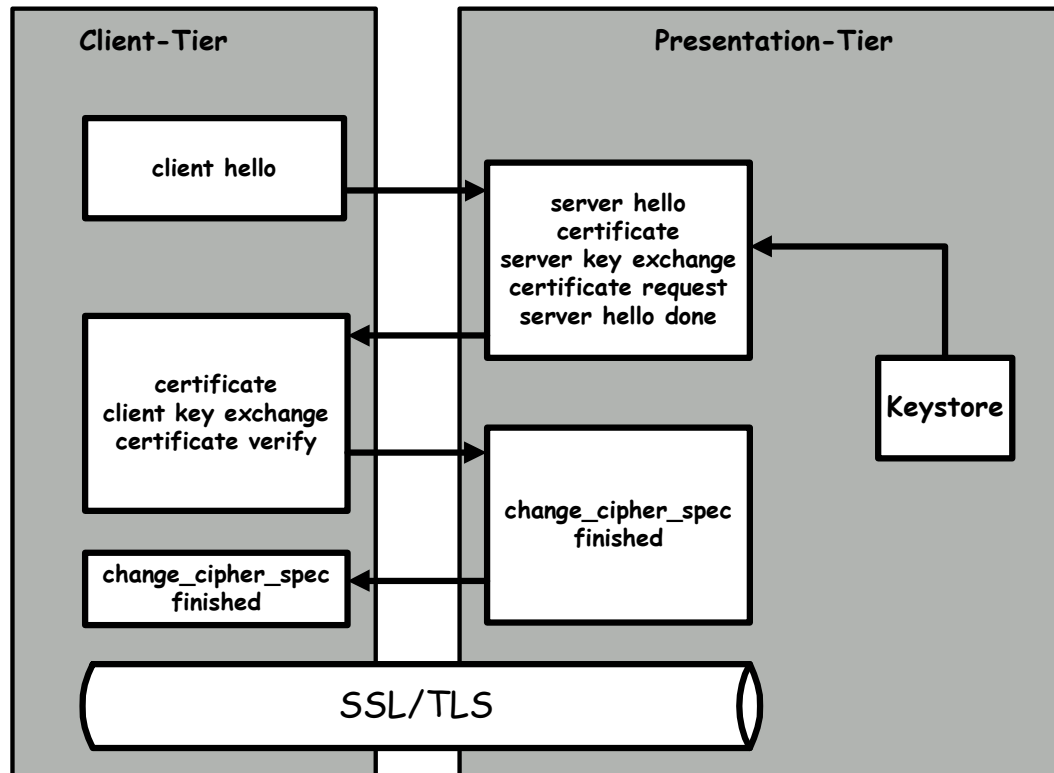 Client-Tier
Presentation-Tier
client hello
server hello
certificate
server key exchange
certificate request
server hello done
certificate
client key exchange
certificate verify
Keystore
change_cipher_spec
finished
change_cipher_spec
finished
SSL/TLS